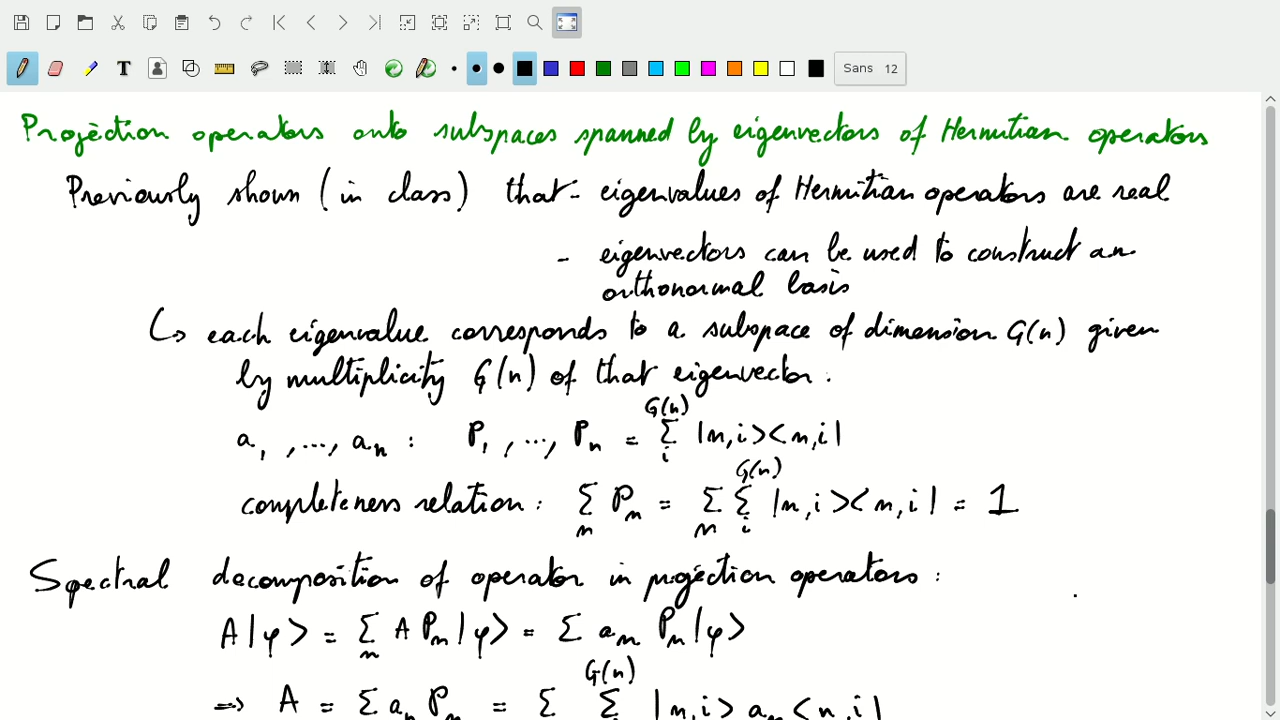 Sans 12
Projection operators onto subspaces spanned by eigenvectors of Hermitian operators
Previously shown (in class) that - eigenvalues of Hermitian operators are real
- eigenvectors can be used to construct an
orthonormal basis
↳ each eigenvalue corresponds to a subspace of dimension G(n) given
by multiplicity G(n) of that eigenvector :
a₁ , ..., aₙ : P₁ , ..., Pₙ = Σᵢ^G(n) |n,i><n,i|
completeness relation : Σₙ Pₙ = Σₙ Σᵢ^G(n) |n,i><n,i| = 1
Spectral decomposition of operator in projection operators :
A|φ> = Σₙ A Pₙ|φ> = Σ aₙ Pₙ|φ>
⇒ A = Σ aₙ Pₙ = Σ Σ^G(n) |n,i> aₙ <n,i|